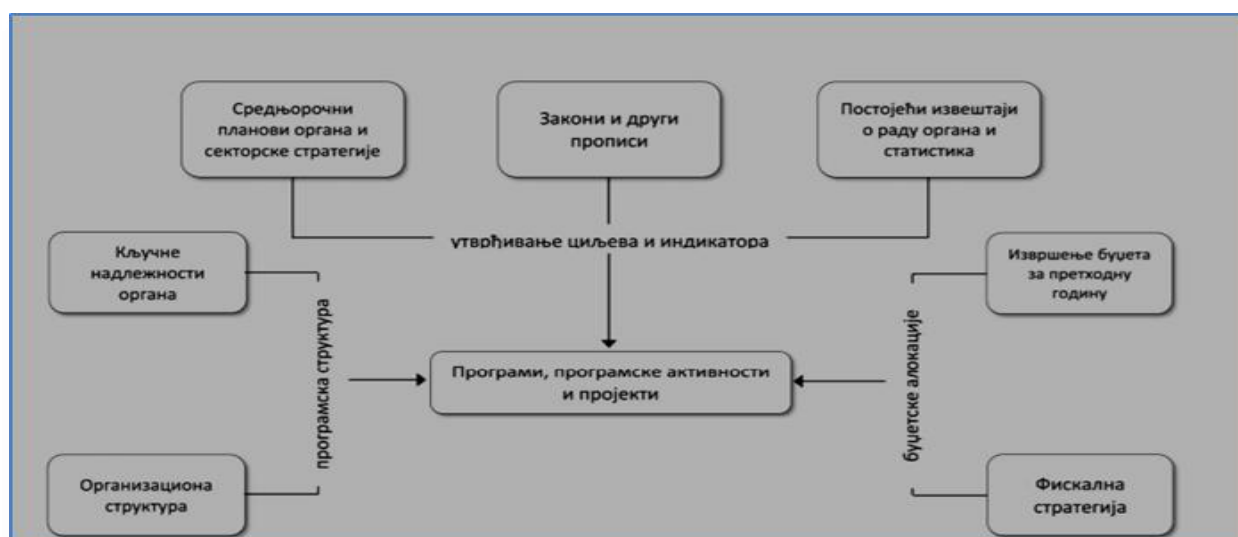 Средњорочни
планови органа и
секторске стратегије
Закони и други
прописи
Постојећи извештаји
о раду органа и
статистика
утврђивање циљева и индикатора
Кључне
надлежности
органа
Извршење буџета
за претходну
годину
програмска структура
Програми, програмске активности
и пројекти
буџетске алокације
Организациона
структура
Фискална
стратегија